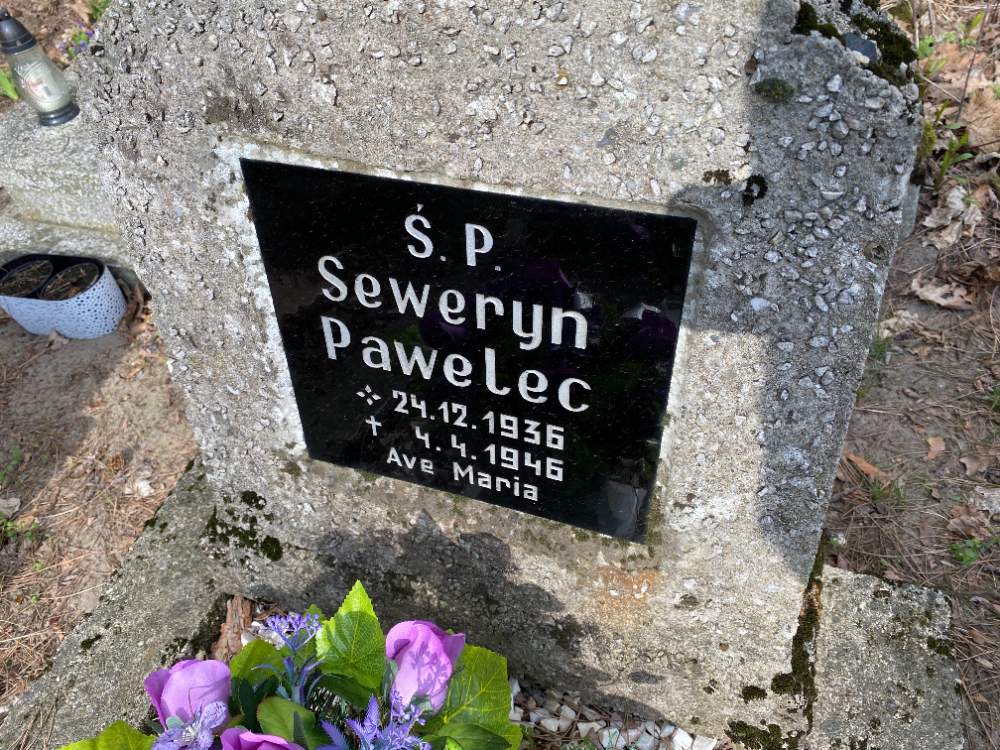 Ś. P.
Seweryn
Pawelec
24.12.1936
4.4.1946
Ave Maria